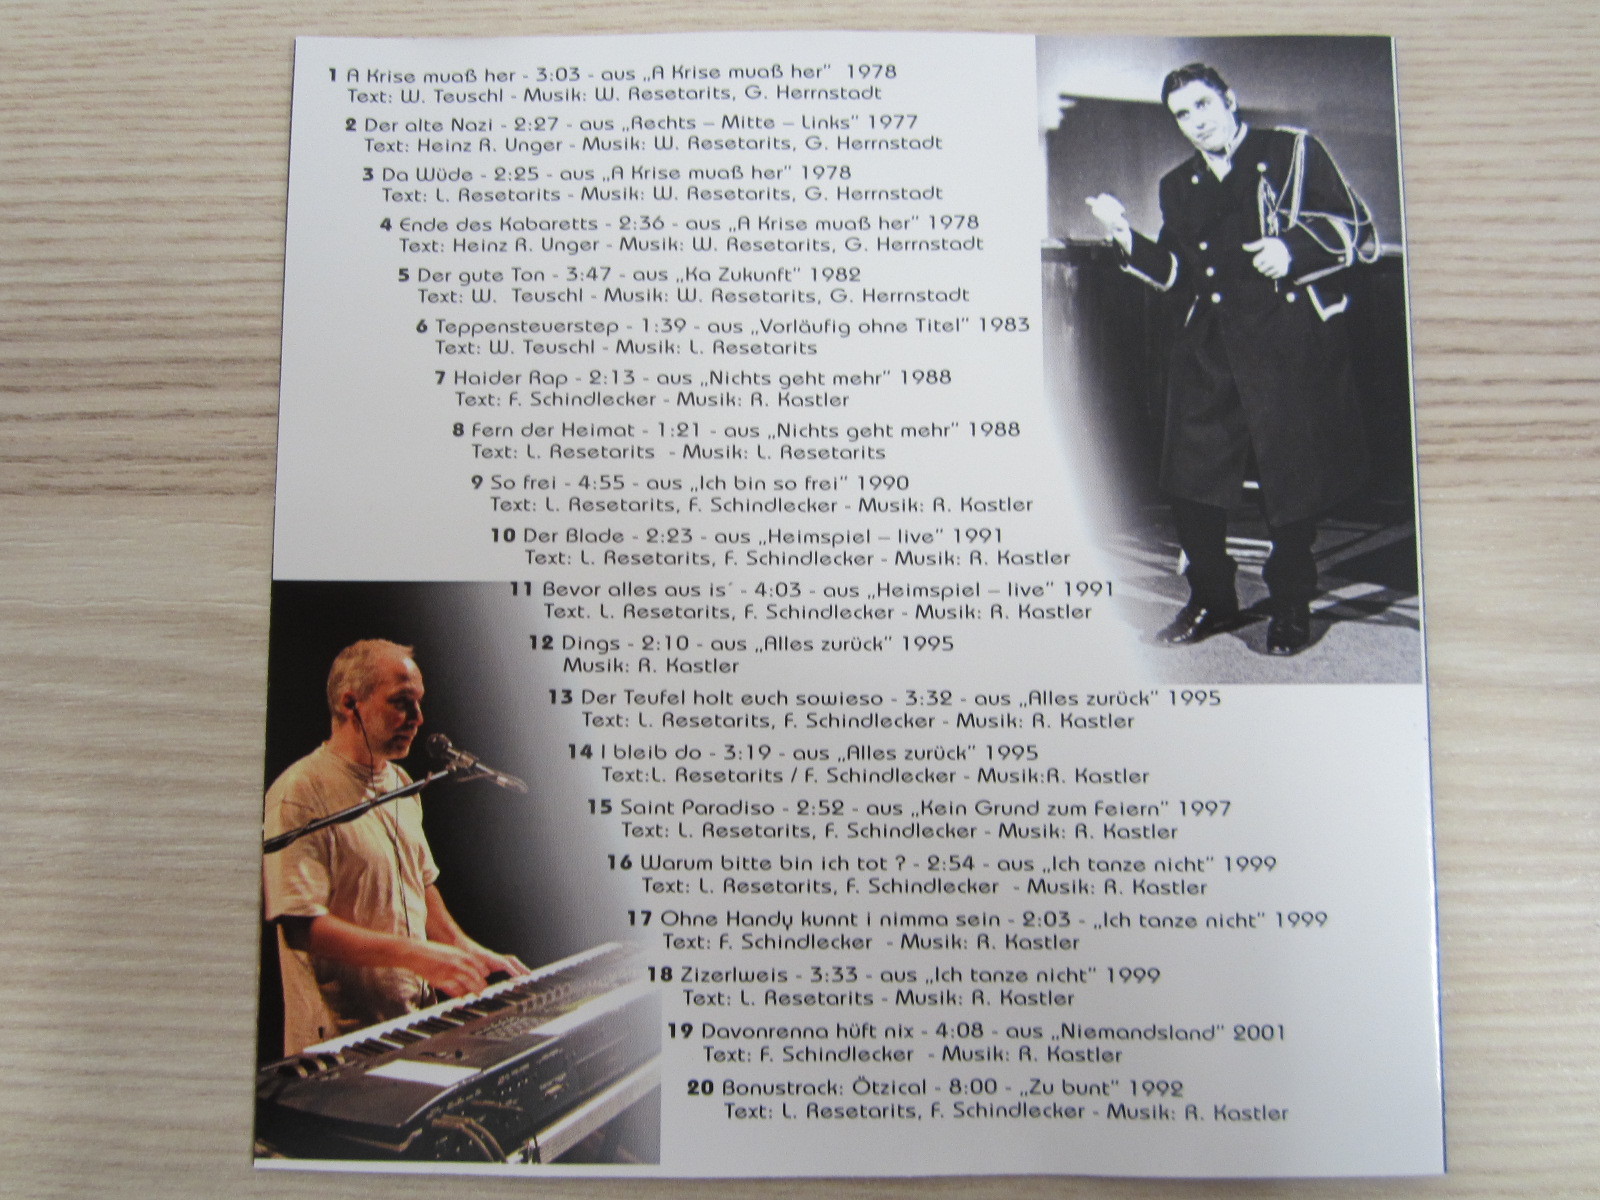 1 A Krise muaß her - 3:03 - aus „A Krise muaß her" 1978
Text: W. Teuschl - Musik: W. Resetarits, G. Herrnstadt
2 Der alte Nazi - 2:27 - aus „Rechts – Mitte – Links" 1977
Text: Heinz R. Unger - Musik: W. Resetarits, G. Herrnstadt
3 Da Wüde - 2:25 - aus „A Krise muaß her" 1978
Text: L. Resetarits - Musik: W. Resetarits, G. Herrnstadt
4 Ende des Kabaretts - 2:36 - aus „A Krise muaß her" 1978
Text: Heinz R. Unger - Musik: W. Resetarits, G. Herrnstadt
5 Der gute Ton - 3:47 - aus „Ka Zukunft" 1982
Text: W. Teuschl - Musik: W. Resetarits, G. Herrnstadt
6 Teppensteuerstep - 1:39 - aus „Vorläufig ohne Titel" 1983
Text: W. Teuschl - Musik: L. Resetarits
7 Haider Rap - 2:13 - aus „Nichts geht mehr" 1988
Text: F. Schindlecker - Musik: R. Kastler
8 Fern der Heimat - 1:21 - aus „Nichts geht mehr" 1988
Text: L. Resetarits - Musik: L. Resetarits
9 So frei - 4:55 - aus „Ich bin so frei" 1990
Text: L. Resetarits, F. Schindlecker - Musik: R. Kastler
10 Der Blade - 2:23 - aus „Heimspiel – live" 1991
Text: L. Resetarits, F. Schindlecker - Musik: R. Kastler
11 Bevor alles aus is´ - 4:03 - aus „Heimspiel – live" 1991
Text. L. Resetarits, F. Schindlecker - Musik: R. Kastler
12 Dings - 2:10 - aus „Alles zurück" 1995
Musik: R. Kastler
13 Der Teufel holt euch sowieso - 3:32 - aus „Alles zurück" 1995
Text: L. Resetarits, F. Schindlecker - Musik: R. Kastler
14 I bleib do - 3:19 - aus „Alles zurück" 1995
Text:L. Resetarits / F. Schindlecker - Musik:R. Kastler
15 Saint Paradiso - 2:52 - aus „Kein Grund zum Feiern" 1997
Text: L. Resetarits, F. Schindlecker - Musik: R. Kastler
16 Warum bitte bin ich tot ? - 2:54 - aus „Ich tanze nicht" 1999
Text: L. Resetarits, F. Schindlecker - Musik: R. Kastler
17 Ohne Handy kunnt i nimma sein - 2:03 - „Ich tanze nicht" 1999
Text: F. Schindlecker - Musik: R. Kastler
18 Zizerlweis - 3:33 - aus „Ich tanze nicht" 1999
Text: L. Resetarits - Musik: R. Kastler
19 Davonrenna hüft nix - 4:08 - aus „Niemandsland" 2001
Text: F. Schindlecker - Musik: R. Kastler
20 Bonustrack: Ötzical - 8:00 - „Zu bunt" 1992
Text: L. Resetarits, F. Schindlecker - Musik: R. Kastler